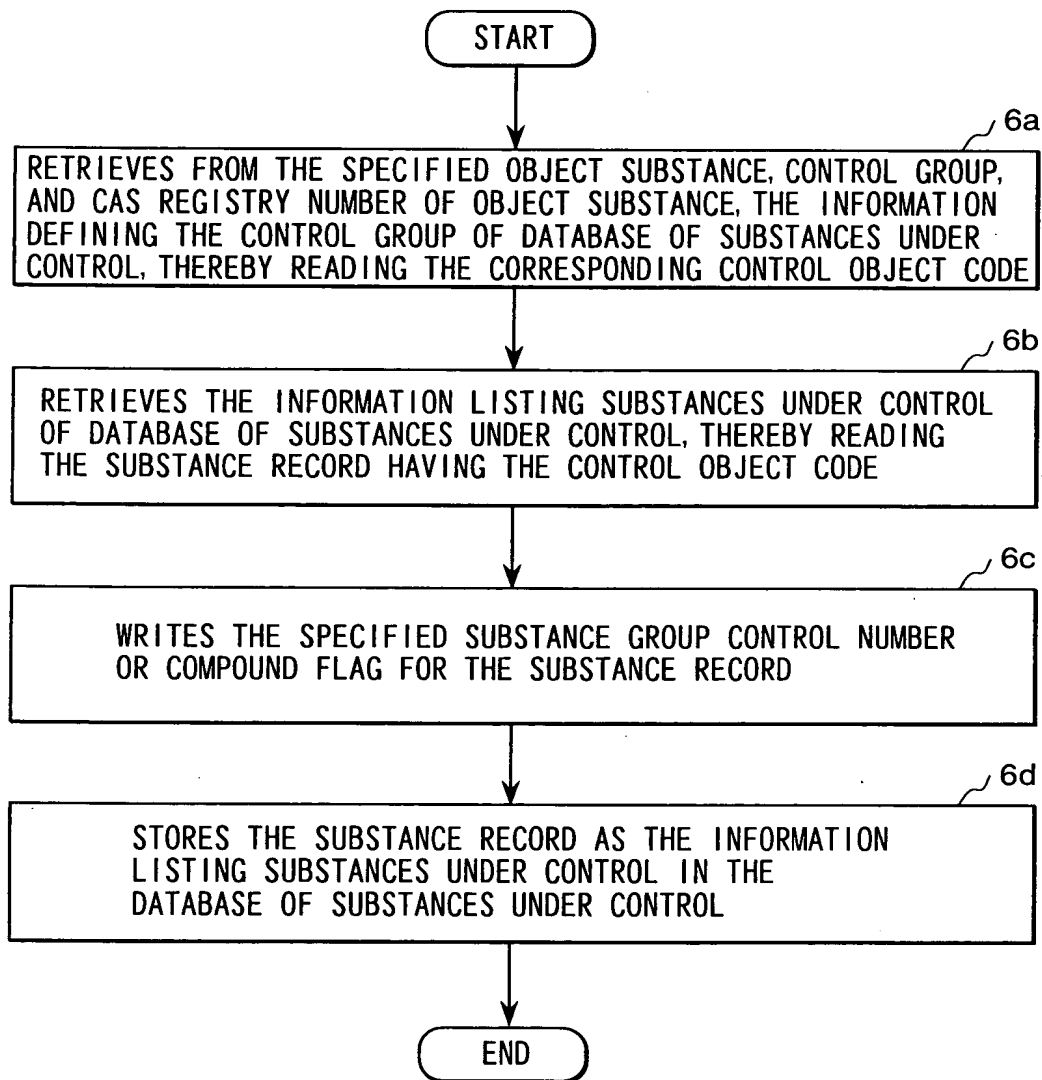 START
6a
RETRIEVES FROM THE SPECIFIED OBJECT SUBSTANCE, CONTROL GROUP,
AND CAS REGISTRY NUMBER OF OBJECT SUBSTANCE, THE INFORMATION
DEFINING THE CONTROL GROUP OF DATABASE OF SUBSTANCES UNDER
CONTROL, THEREBY READING THE CORRESPONDING CONTROL OBJECT CODE
6b
RETRIEVES THE INFORMATION LISTING SUBSTANCES UNDER CONTROL
OF DATABASE OF SUBSTANCES UNDER CONTROL, THEREBY READING
THE SUBSTANCE RECORD HAVING THE CONTROL OBJECT CODE
6c
WRITES THE SPECIFIED SUBSTANCE GROUP CONTROL NUMBER
OR COMPOUND FLAG FOR THE SUBSTANCE RECORD
6d
STORES THE SUBSTANCE RECORD AS THE INFORMATION
LISTING SUBSTANCES UNDER CONTROL IN THE
DATABASE OF SUBSTANCES UNDER CONTROL
END